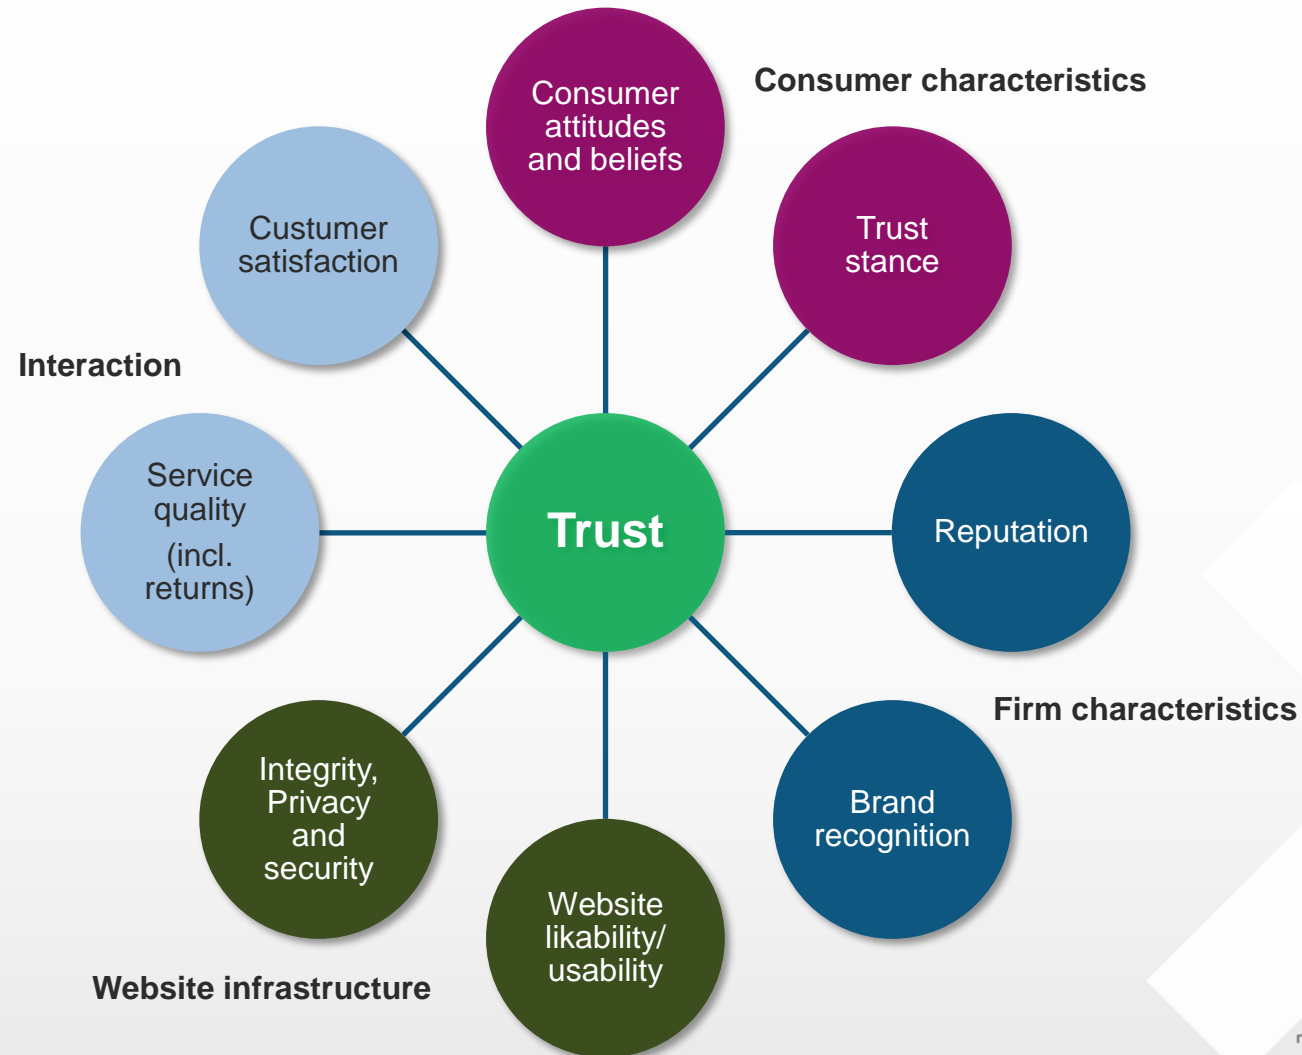 Consumer
attitudes
and beliefs
Consumer characteristics
Trust
stance
Custumer
satisfaction
Interaction
Service
quality
(incl.
returns)
Trust
Reputation
Firm characteristics
Brand
recognition
Integrity,
Privacy
and
security
Website
likability/
usability
Website infrastructure